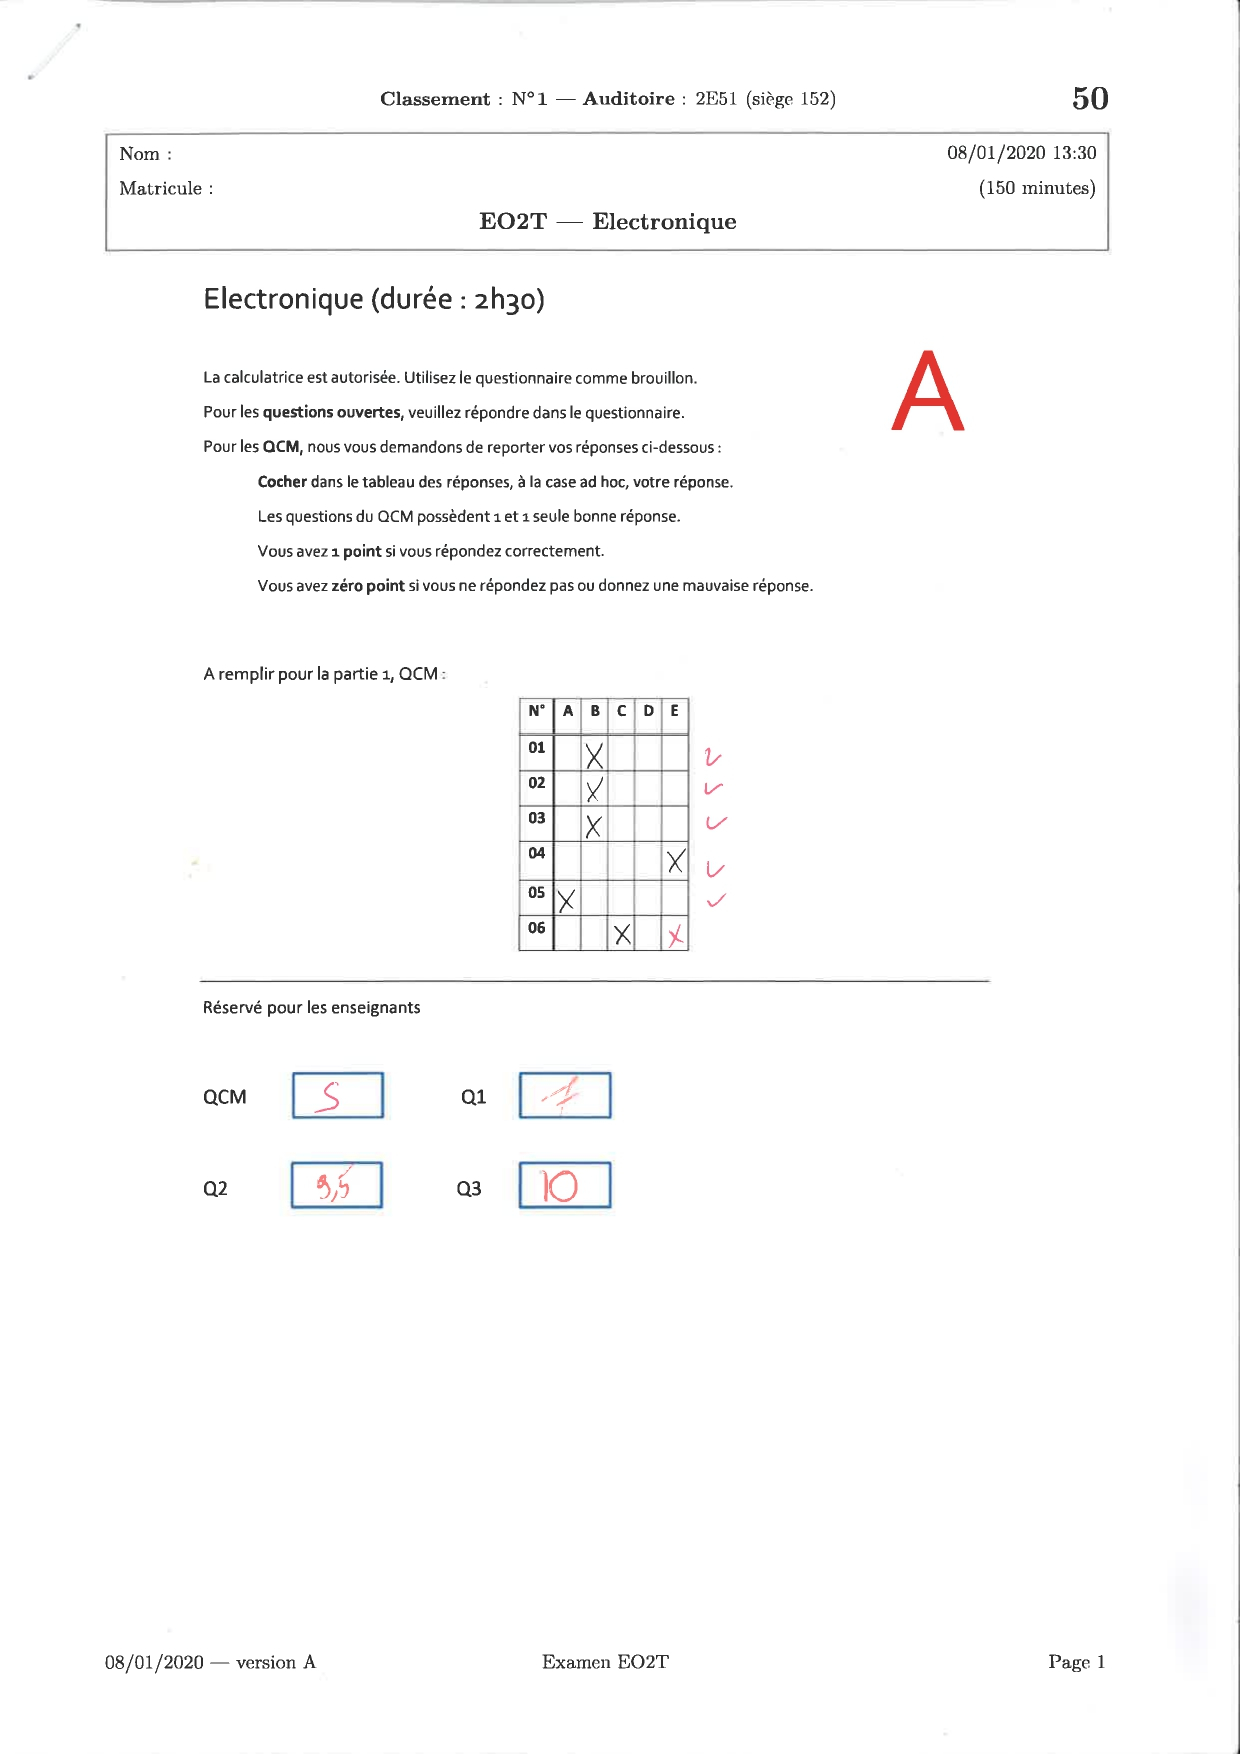 Classement : N°1 — Auditoire : 2E51 (siège 152)
50
Nom :
08/01/2020 13:30
Matricule :
(150 minutes)
EO2T — Electronique
Electronique (durée : 2h30)
A
La calculatrice est autorisée. Utilisez le questionnaire comme brouillon.
Pour les questions ouvertes, veuillez répondre dans le questionnaire.
Pour les QCM, nous vous demandons de reporter vos réponses ci-dessous :
Cocher dans le tableau des réponses, à la case ad hoc, votre réponse.
Les questions du QCM possèdent 1 et 1 seule bonne réponse.
Vous avez 1 point si vous répondez correctement.
Vous avez zéro point si vous ne répondez pas ou donnez une mauvaise réponse.
A remplir pour la partie 1, QCM :
N° A B C D E
01 X
02 X
03 X
04 X
05 X
06 X X
Réservé pour les enseignants
QCM 5 Q1
Q2 9,5 Q3 10
08/01/2020 — version A
Examen EO2T
Page 1